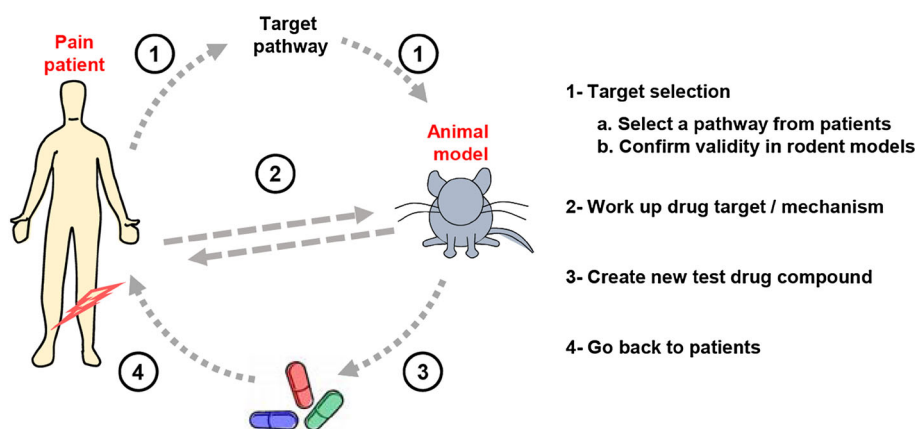 Target
pathway
1
1
Pain
patient
Animal
model
2
4
3
1- Target selection
a. Select a pathway from patients
b. Confirm validity in rodent models
2- Work up drug target / mechanism
3- Create new test drug compound
4- Go back to patients